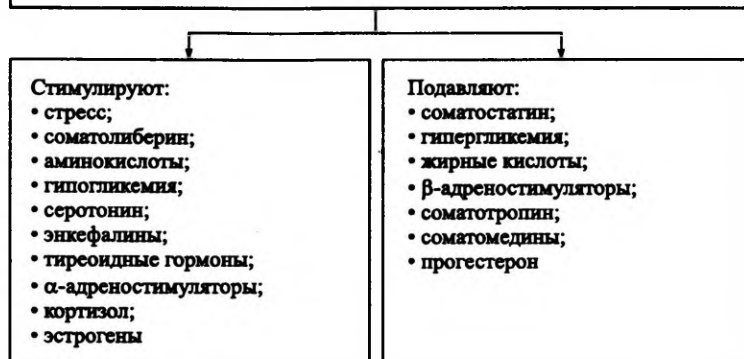 Стимулируют:
• стресс;
• соматолиберин;
• аминокислоты;
• гипогликемия;
• серотонин;
• энкефалины;
• тиреоидные гормоны;
• α-адреностимуляторы;
• кортизол;
• эстрогены
Подавляют:
• соматостатин;
• гипергликемия;
• жирные кислоты;
• β-адреностимуляторы;
• соматотропин;
• соматомедины;
• прогестерон